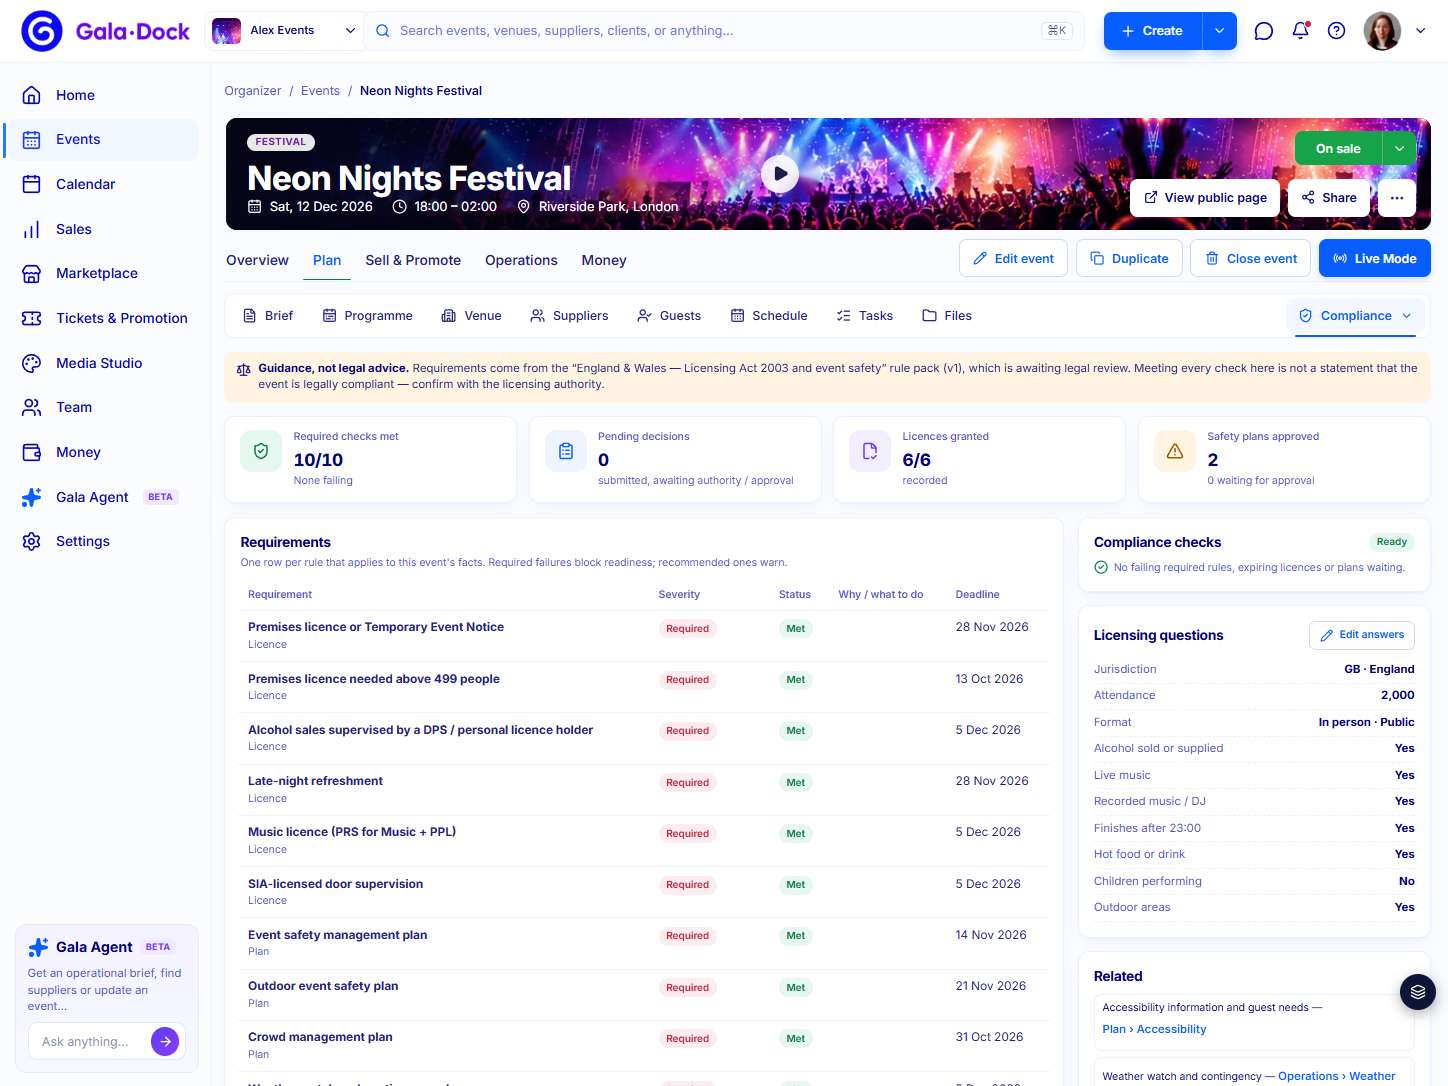 Gala·Dock
Alex Events
Search events, venues, suppliers, clients, or anything...
⌘K
Create
Home
Events
Calendar
Sales
Marketplace
Tickets & Promotion
Media Studio
Team
Money
Gala Agent BETA
Settings
Gala Agent BETA
Get an operational brief, find
suppliers or update an
event...
Ask anything...
Organizer / Events / Neon Nights Festival
FESTIVAL
Neon Nights Festival
Sat, 12 Dec 2026 18:00 – 02:00 Riverside Park, London
On sale
View public page
Share
Overview Plan Sell & Promote Operations Money
Edit event
Duplicate
Close event
Live Mode
Brief Programme Venue Suppliers Guests Schedule Tasks Files Compliance
Guidance, not legal advice. Requirements come from the “England & Wales — Licensing Act 2003 and event safety” rule pack (v1), which is awaiting legal review. Meeting every check here is not a statement that the
event is legally compliant — confirm with the licensing authority.
Required checks met
10/10
None failing
Pending decisions
0
submitted, awaiting authority / approval
Licences granted
6/6
recorded
Safety plans approved
2
0 waiting for approval
Requirements
One row per rule that applies to this event's facts. Required failures block readiness; recommended ones warn.
Requirement Severity Status Why / what to do Deadline
Premises licence or Temporary Event Notice Required Met 28 Nov 2026
Licence
Premises licence needed above 499 people Required Met 13 Oct 2026
Licence
Alcohol sales supervised by a DPS / personal licence holder Required Met 5 Dec 2026
Licence
Late-night refreshment Required Met 28 Nov 2026
Licence
Music licence (PRS for Music + PPL) Required Met 5 Dec 2026
Licence
SIA-licensed door supervision Required Met 5 Dec 2026
Licence
Event safety management plan Required Met 14 Nov 2026
Plan
Outdoor event safety plan Required Met 21 Nov 2026
Plan
Crowd management plan Required Met 31 Oct 2026
Plan
Compliance checks Ready
No failing required rules, expiring licences or plans waiting.
Licensing questions Edit answers
Jurisdiction GB · England
Attendance 2,000
Format In person · Public
Alcohol sold or supplied Yes
Live music Yes
Recorded music / DJ Yes
Finishes after 23:00 Yes
Hot food or drink Yes
Children performing No
Outdoor areas Yes
Related
Accessibility information and guest needs —
Plan › Accessibility
Weather watch and contingency — Operations › Weather